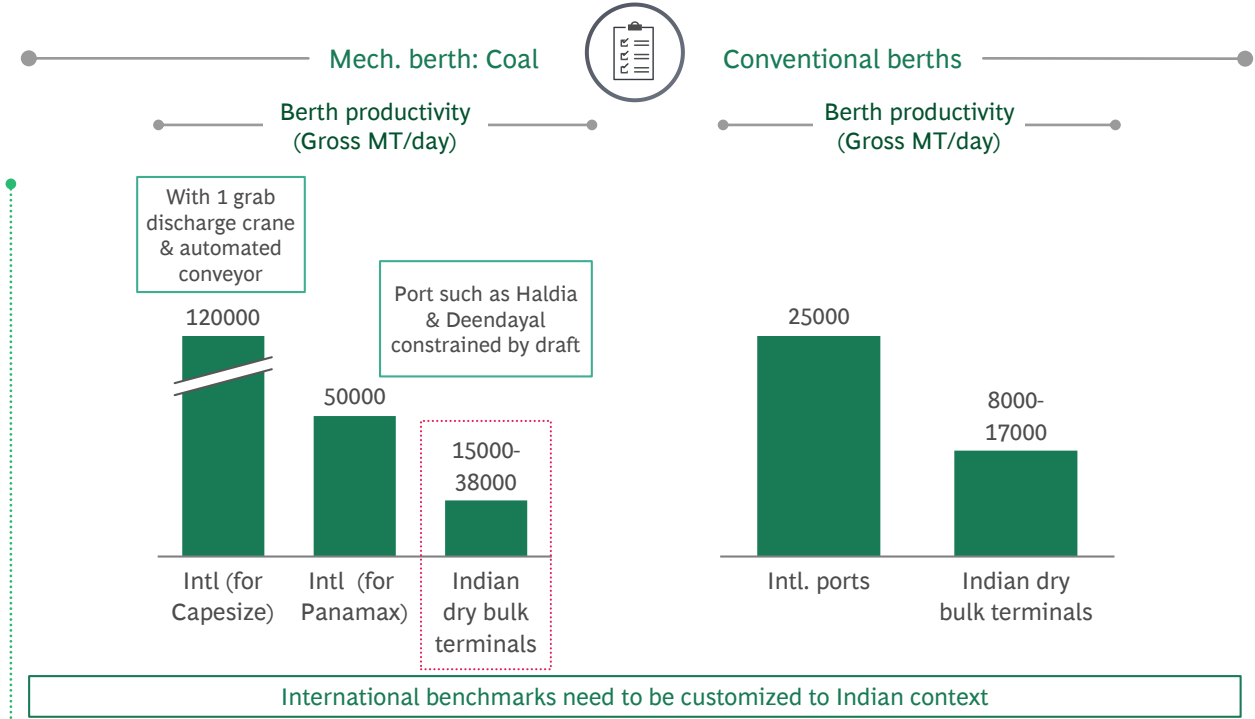 Mech. berth: Coal
Conventional berths
Berth productivity
(Gross MT/day)
Berth productivity
(Gross MT/day)
With 1 grab
discharge crane
& automated
conveyor
Port such as Haldia
& Deendayal
constrained by draft
120000
50000
15000-
38000
25000
8000-
17000
Intl (for
Capesize)
Intl (for
Panamax)
Indian
dry bulk
terminals
Intl. ports
Indian dry
bulk terminals
International benchmarks need to be customized to Indian context